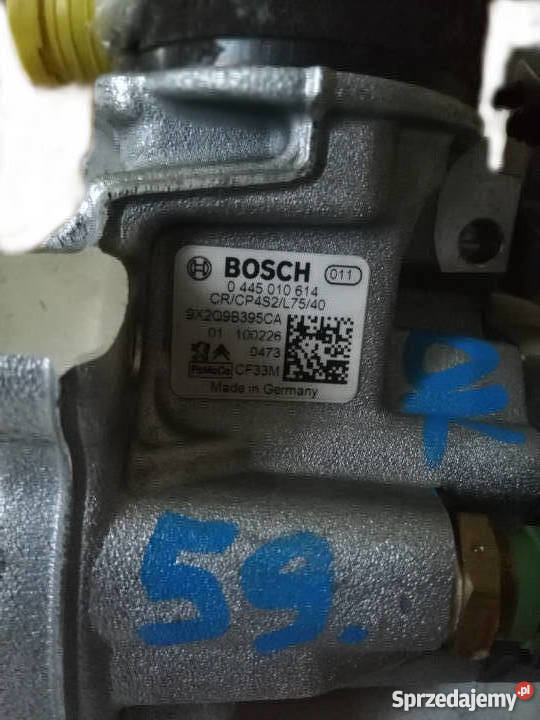 BOSCH 011
0 445 010 614
CR/CP4S2/L75/40
9X2Q9B395CA
01 100226
0473
FoMoCo CF33M
Made in Germany
59.
Sprzedajemy.pl